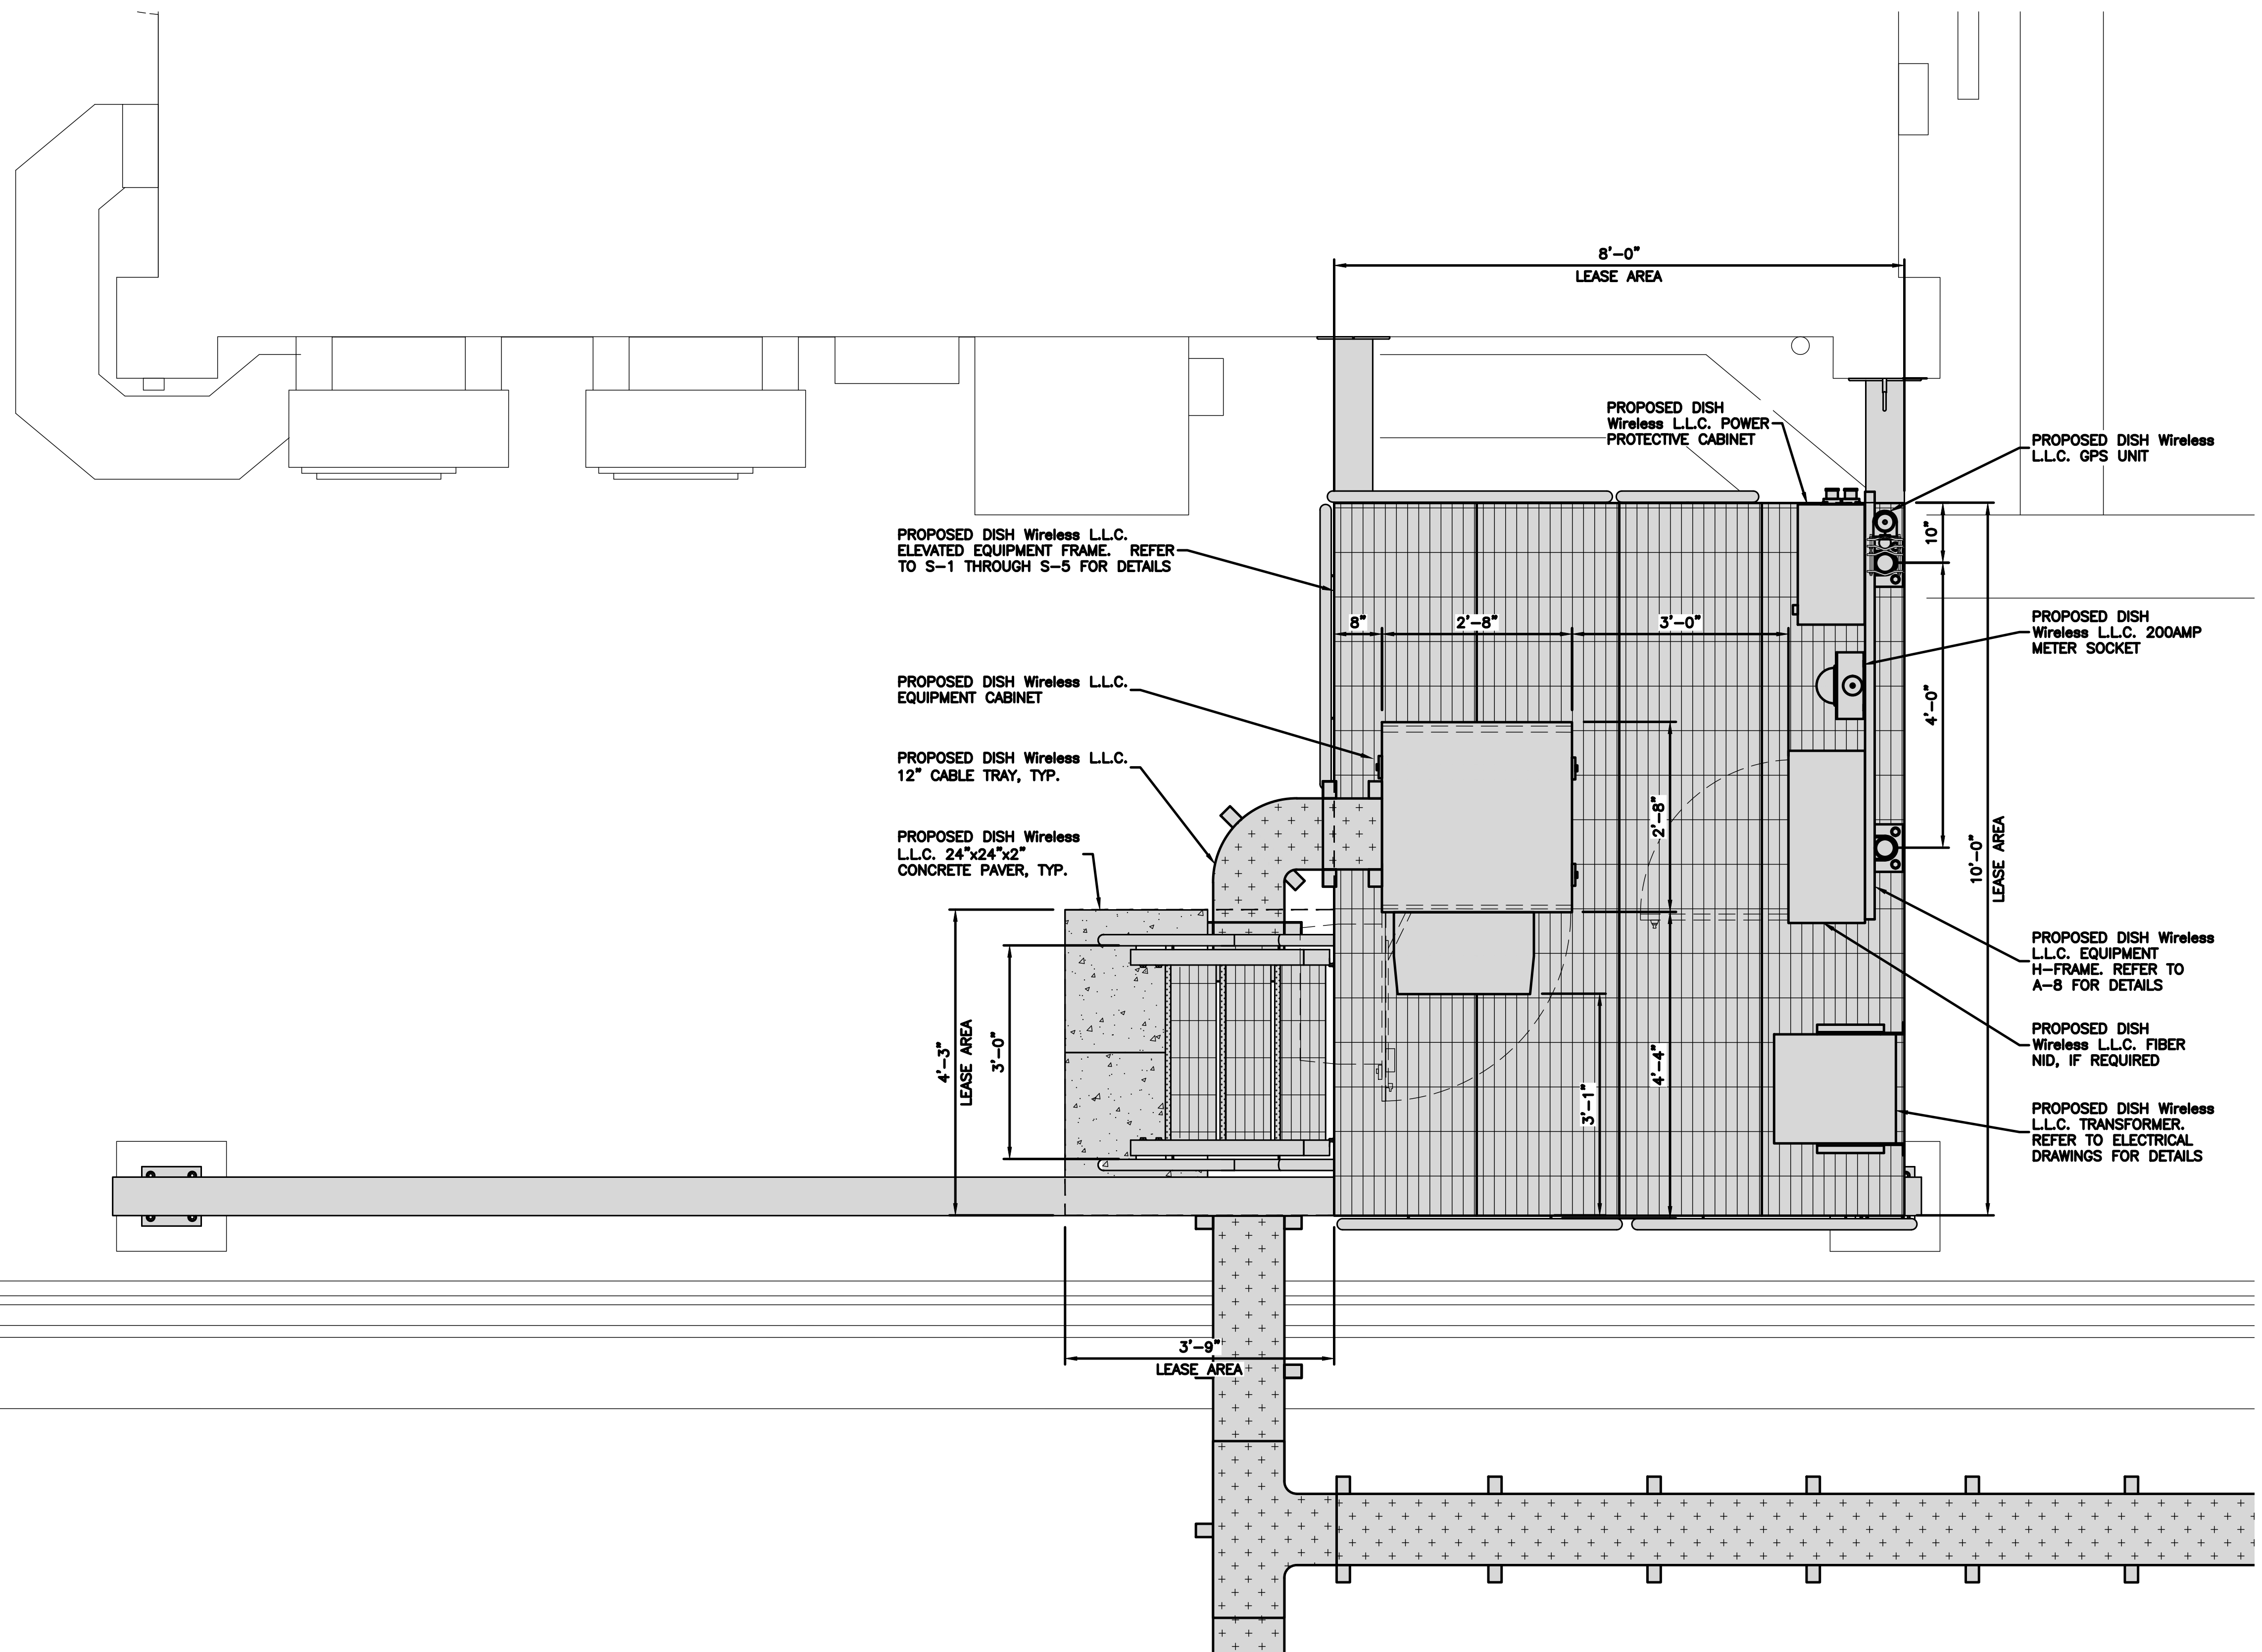 8'-0"
LEASE AREA
PROPOSED DISH
Wireless L.L.C. POWER
PROTECTIVE CABINET
PROPOSED DISH Wireless
L.L.C. GPS UNIT
PROPOSED DISH Wireless L.L.C.
ELEVATED EQUIPMENT FRAME. REFER
TO S-1 THROUGH S-5 FOR DETAILS
10"
8"
2'-8"
3'-0"
PROPOSED DISH
Wireless L.L.C. 200AMP
METER SOCKET
PROPOSED DISH Wireless L.L.C.
EQUIPMENT CABINET
4'-0"
PROPOSED DISH Wireless L.L.C.
12" CABLE TRAY, TYP.
2'-8"
PROPOSED DISH Wireless
L.L.C. 24"x24"x2"
CONCRETE PAVER, TYP.
10'-0"
LEASE AREA
PROPOSED DISH Wireless
L.L.C. EQUIPMENT
H-FRAME. REFER TO
A-8 FOR DETAILS
4'-3"
LEASE AREA
3'-0"
3'-1"
4'-4"
PROPOSED DISH
Wireless L.L.C. FIBER
NID, IF REQUIRED
PROPOSED DISH Wireless
L.L.C. TRANSFORMER.
REFER TO ELECTRICAL
DRAWINGS FOR DETAILS
3'-9"
LEASE AREA